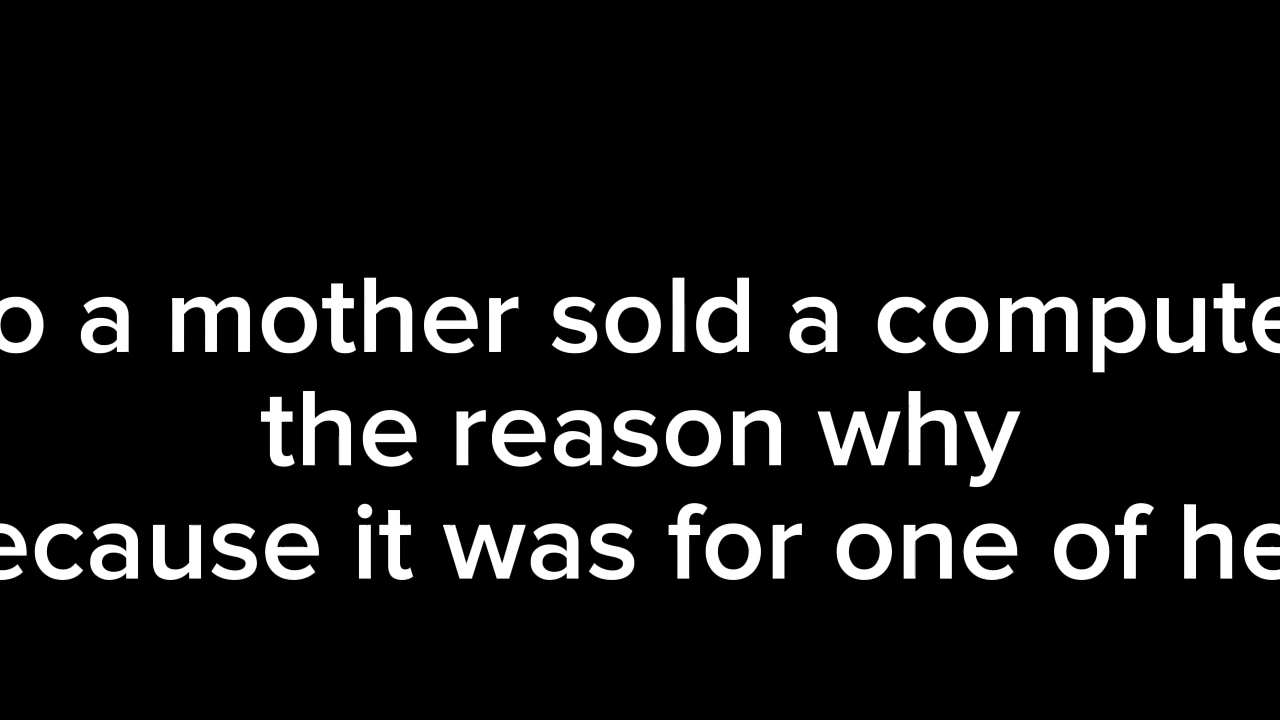 o a mother sold a compute
the reason why
ecause it was for one of he